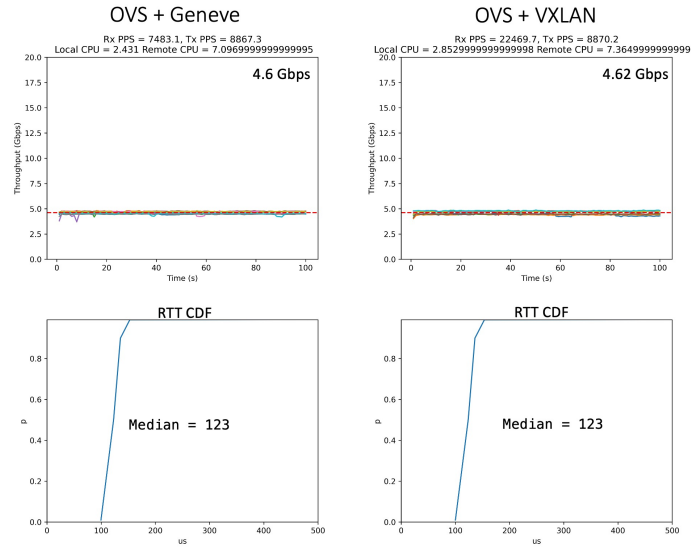 OVS + Geneve
Rx PPS = 7483.1, Tx PPS = 8867.3
Local CPU = 2.431 Remote CPU = 7.0969999999999995
4.6 Gbps
20.0
17.5
15.0
12.5
10.0
7.5
5.0
2.5
0.0
Throughput (Gbps)
0 20 40 60 80 100
Time (s)
OVS + VXLAN
Rx PPS = 22469.7, Tx PPS = 8870.2
Local CPU = 2.8529999999999998 Remote CPU = 7.3649999999999
4.62 Gbps
20.0
17.5
15.0
12.5
10.0
7.5
5.0
2.5
0.0
Throughput (Gbps)
0 20 40 60 80 100
Time (s)
RTT CDF
Median = 123
0.8
0.6
0.4
0.2
0.0
p
0 100 200 300 400 500
us
RTT CDF
Median = 123
0.8
0.6
0.4
0.2
0.0
p
0 100 200 300 400 500
us